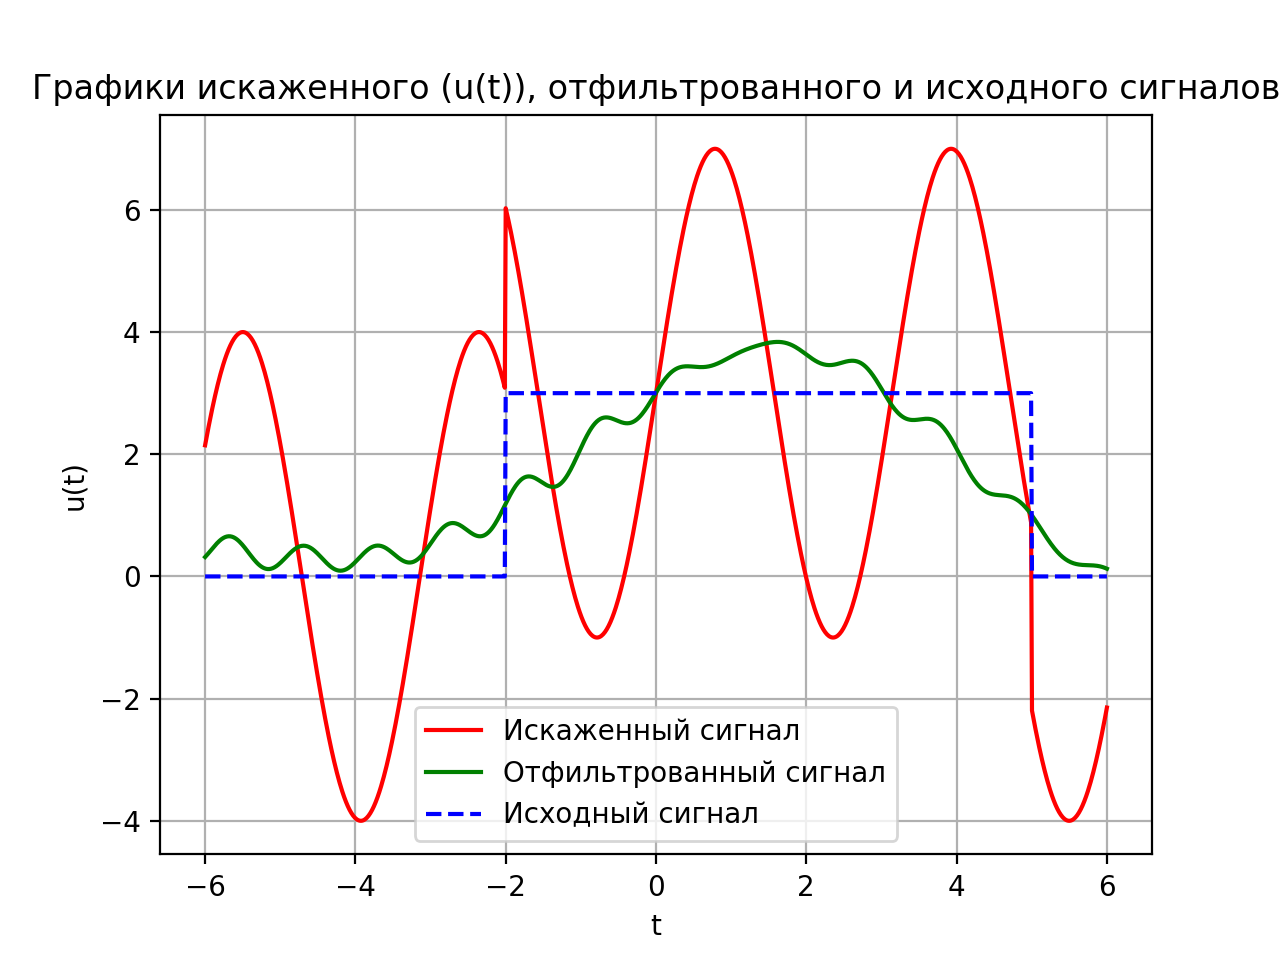 Графики искаженного (u(t)), отфильтрованного и исходного сигналов
u(t)
6
4
2
0
−2
−4
Искаженный сигнал
Отфильтрованный сигнал
Исходный сигнал
−6 −4 −2 0 2 4 6
t